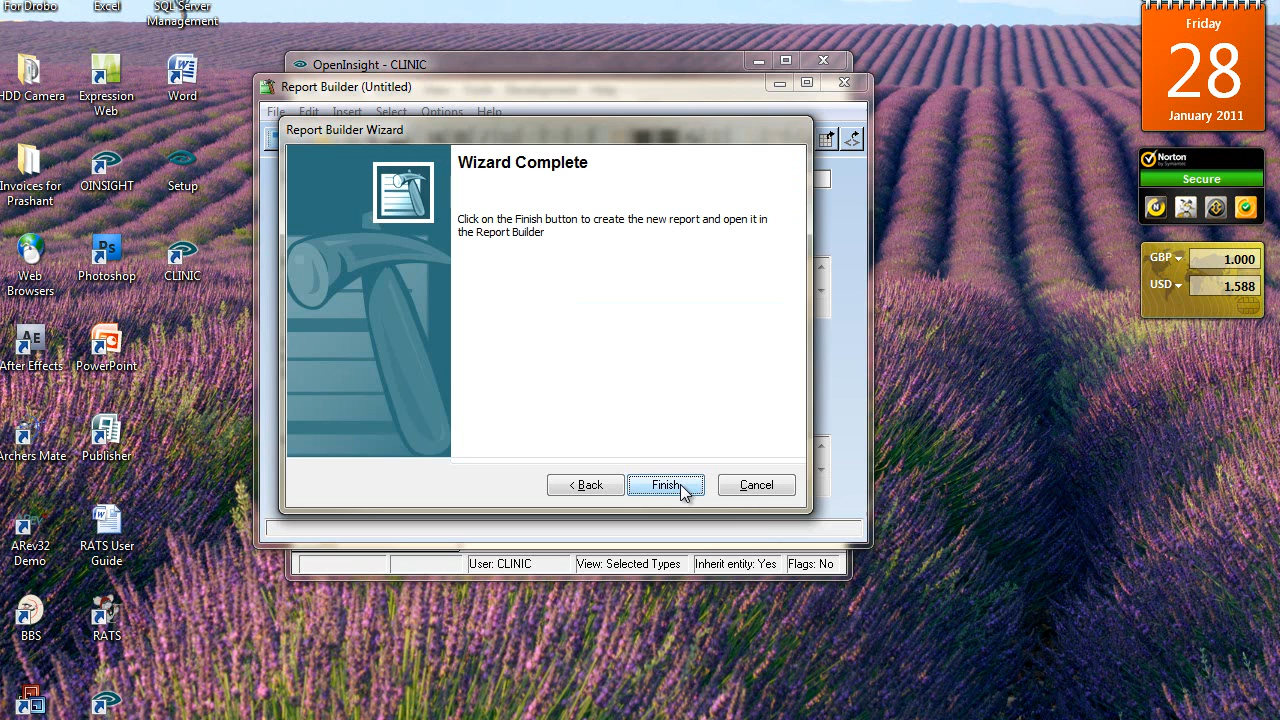 For Drobo
Excel
SQL Server
Management
HDD Camera
Expression
Web
Word
Invoices for
Prashant
OINSIGHT
Setup
Web
Browsers
Photoshop
CLINIC
After Effects
PowerPoint
Archers Mate
Publisher
ARev32
Demo
RATS User
Guide
BBS
RATS
OpenInsight - CLINIC
Report Builder (Untitled)
File Edit Insert Select Options Help
Report Builder Wizard
Wizard Complete
Click on the Finish button to create the new report and open it in
the Report Builder
< Back
Finish
Cancel
User: CLINIC
View: Selected Types
Inherit entity: Yes
Flags: No
Friday
28
January 2011
Norton
by Symantec
Secure
GBP
1.000
USD
1.588